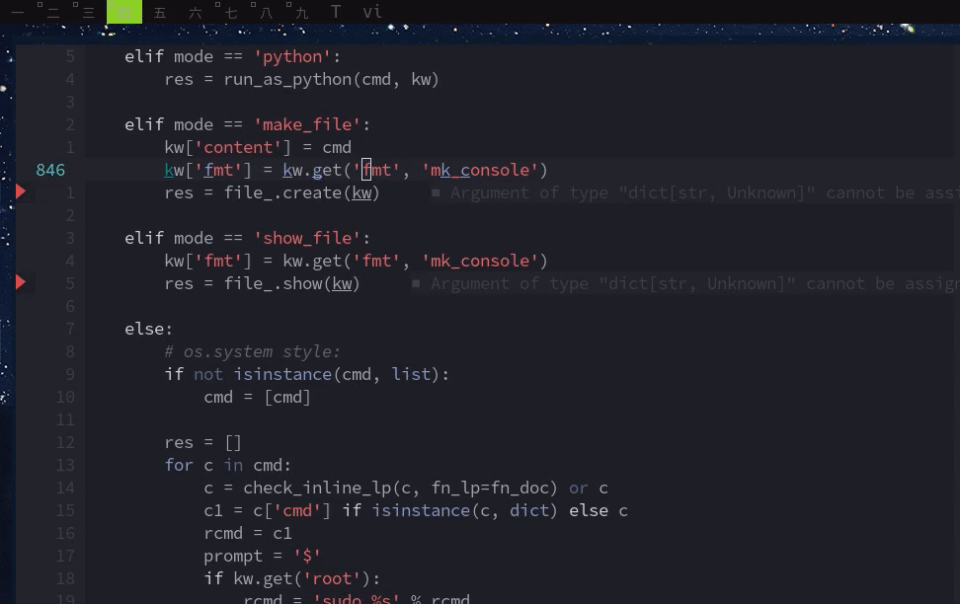 一 二 三 四 五 六 七 八 九 T vi
5 elif mode == 'python':
4 res = run_as_python(cmd, kw)
3
2 elif mode == 'make_file':
1 kw['content'] = cmd
846 kw['fmt'] = kw.get('fmt', 'mk_console')
1 res = file_.create(kw) ■ Argument of type "dict[str, Unknown]" cannot be assi
2
3 elif mode == 'show_file':
4 kw['fmt'] = kw.get('fmt', 'mk_console')
5 res = file_.show(kw) ■ Argument of type "dict[str, Unknown]" cannot be assign
6
7 else:
8 # os.system style:
9 if not isinstance(cmd, list):
10 cmd = [cmd]
11
12 res = []
13 for c in cmd:
14 c = check_inline_lp(c, fn_lp=fn_doc) or c
15 c1 = c['cmd'] if isinstance(c, dict) else c
16 rcmd = c1
17 prompt = '$'
18 if kw.get('root'):
19 rcmd = 'sudo %s' % rcmd